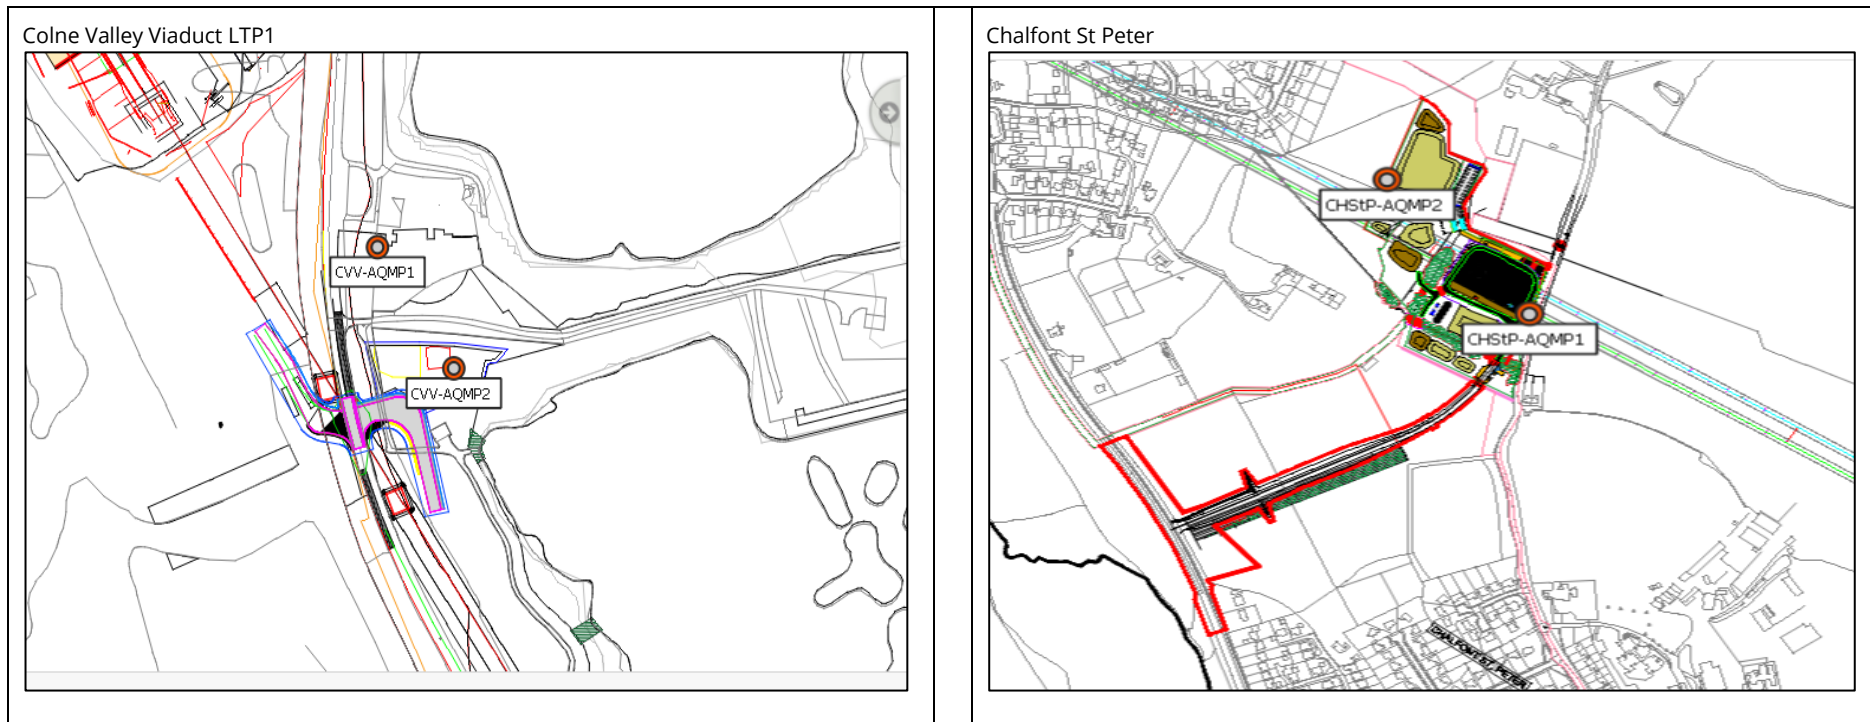 Colne Valley Viaduct LTP1
CVV-AQMP1
CVV-AQMP2
Chalfont St Peter
CHStP-AQMP2
CHStP-AQMP1
CHALFONT ST. PETER